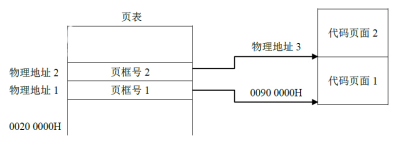 页表
物理地址 3
代码页面 2
物理地址 2
页框号 2
物理地址 1
页框号 1
0090 0000H
代码页面 1
0020 0000H